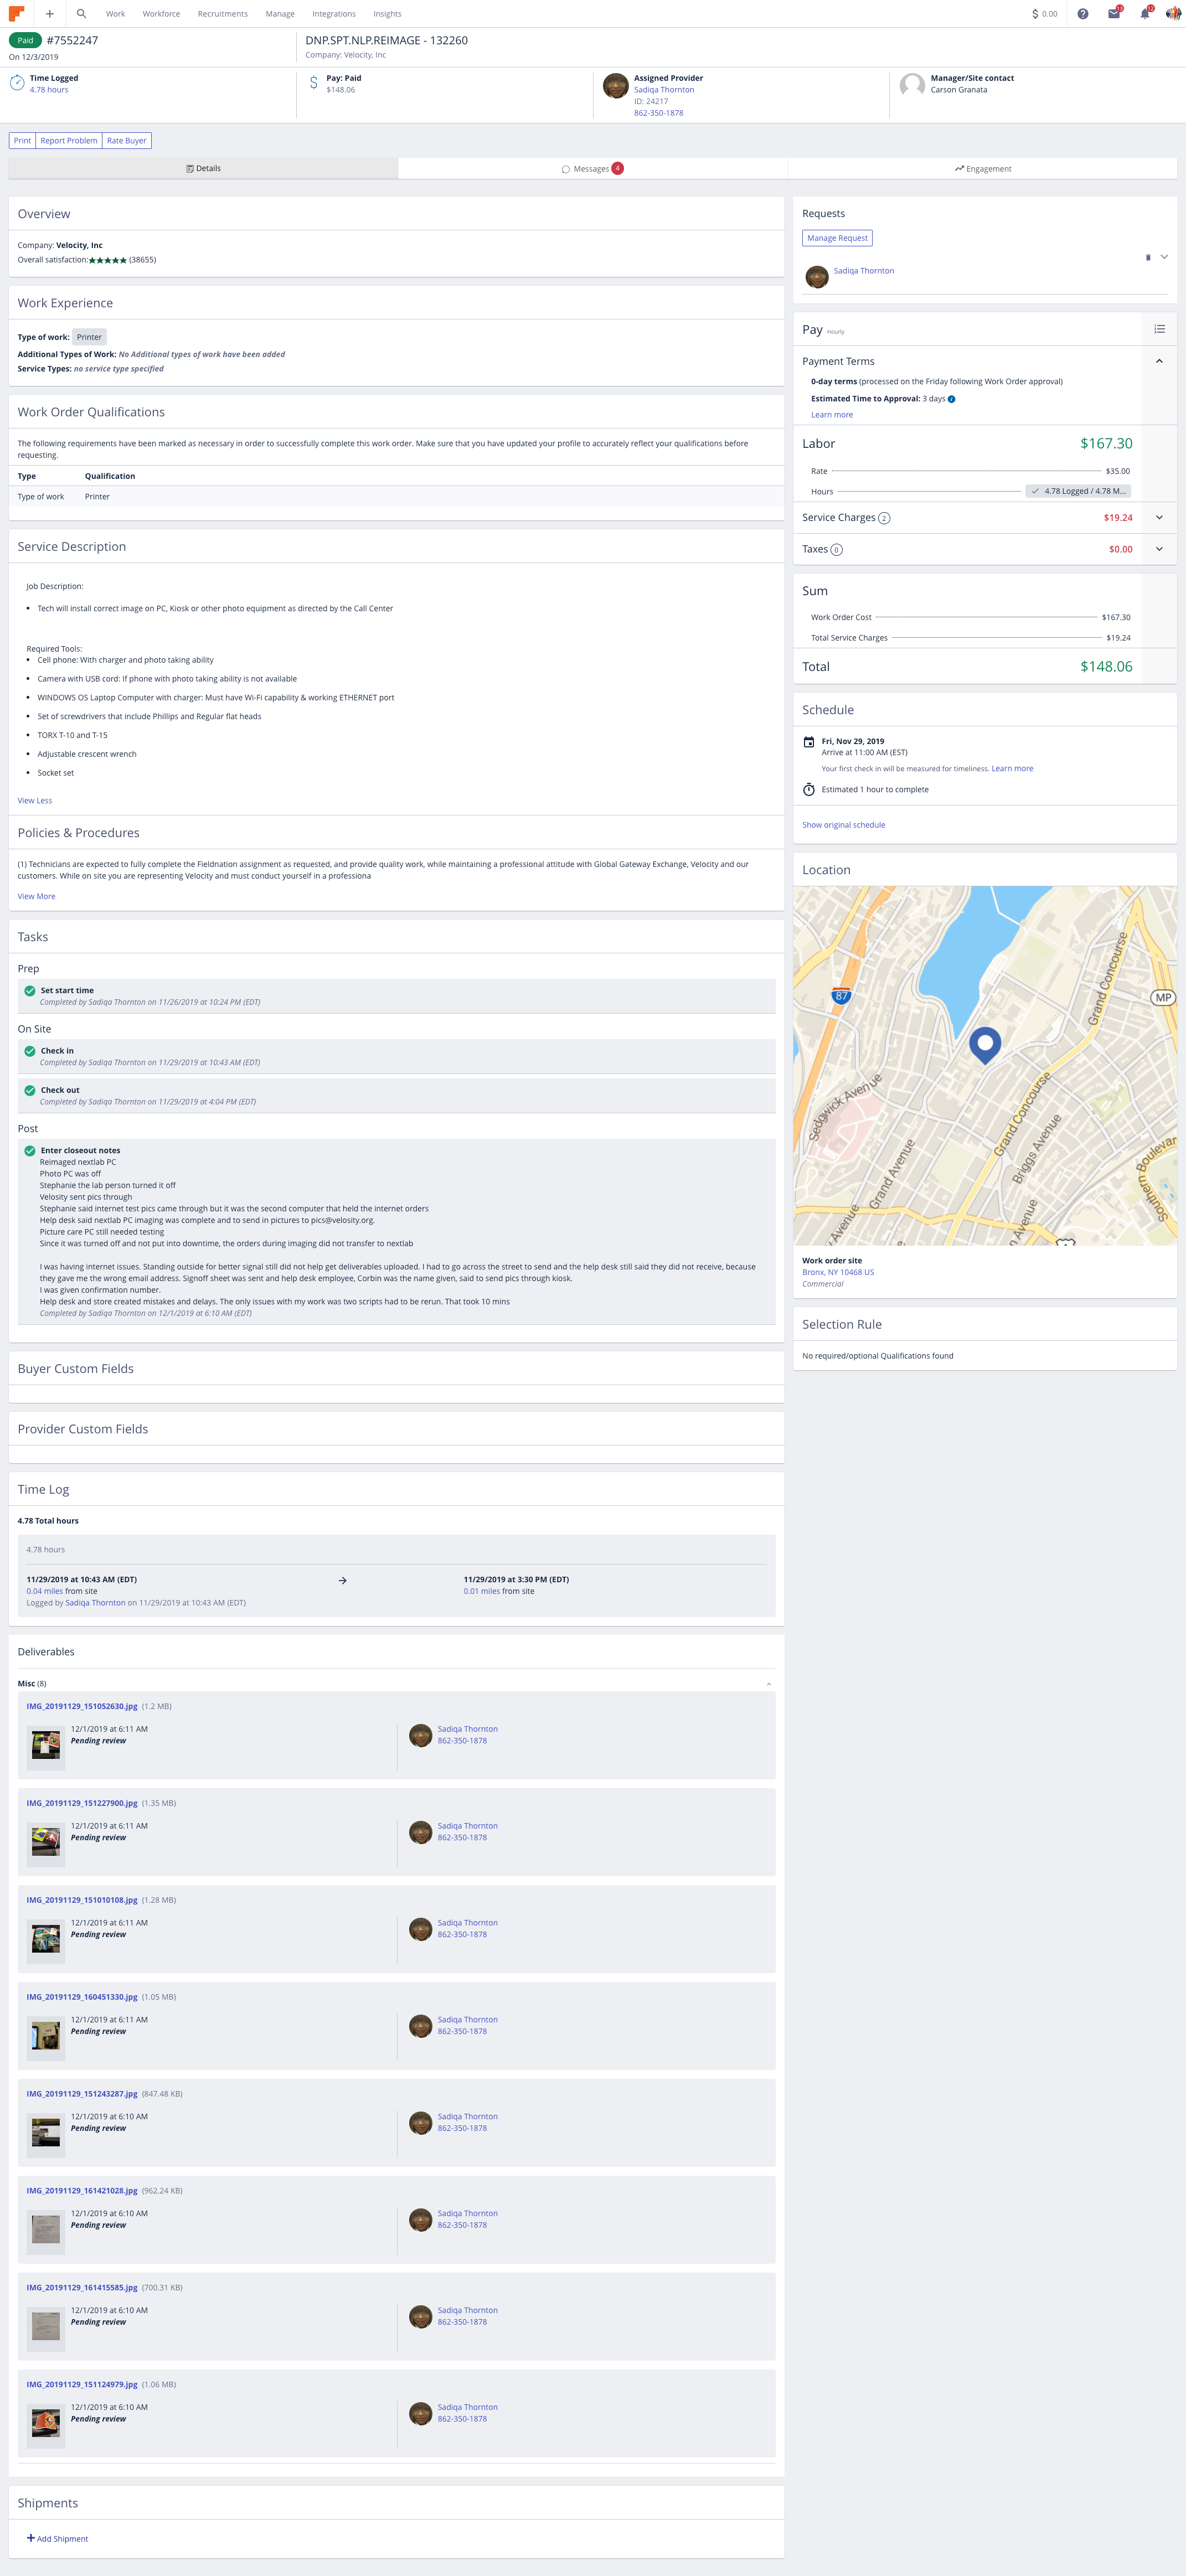 Work Workforce Recruitments Manage Integrations Insights $ 0.00
Paid #7552247
On 12/3/2019
DNP.SPT.NLP.REIMAGE - 132260
Company: Velocity, Inc
Time Logged
4.78 hours
Pay: Paid
$148.06
Assigned Provider
Sadiqa Thornton
ID: 24217
862-350-1878
Manager/Site contact
Carson Granata
Print Report Problem Rate Buyer
Details Messages 4 Engagement
Overview
Company: Velocity, Inc
Overall satisfaction: (38655)
Work Experience
Type of work: Printer
Additional Types of Work: No Additional types of work have been added
Service Types: no service type specified
Work Order Qualifications
The following requirements have been marked as necessary in order to successfully complete this work order. Make sure that you have updated your profile to accurately reflect your qualifications before
requesting.
Type Qualification
Type of work Printer
Service Description
Job Description:
• Tech will install correct image on PC, Kiosk or other photo equipment as directed by the Call Center
Required Tools:
• Cell phone: With charger and photo taking ability
• Camera with USB cord: If phone with photo taking ability is not available
• WINDOWS OS Laptop Computer with charger: Must have Wi-Fi capability & working ETHERNET port
• Set of screwdrivers that include Phillips and Regular flat heads
• TORX T-10 and T-15
• Adjustable crescent wrench
• Socket set
View Less
Policies & Procedures
(1) Technicians are expected to fully complete the Fieldnation assignment as requested, and provide quality work, while maintaining a professional attitude with Global Gateway Exchange, Velocity and our
customers. While on site you are representing Velocity and must conduct yourself in a professiona
View More
Tasks
Prep
Set start time
Completed by Sadiqa Thornton on 11/26/2019 at 10:24 PM (EDT)
On Site
Check in
Completed by Sadiqa Thornton on 11/29/2019 at 10:43 AM (EDT)
Check out
Completed by Sadiqa Thornton on 11/29/2019 at 4:04 PM (EDT)
Post
Enter closeout notes
Reimaged nextlab PC
Photo PC was off
Stephanie the lab person turned it off
Velosity sent pics through
Stephanie said internet test pics came through but it was the second computer that held the internet orders
Help desk said nextlab PC imaging was complete and to send in pictures to pics@velosity.org.
Picture care PC still needed testing
Since it was turned off and not put into downtime, the orders during imaging did not transfer to nextlab
I was having internet issues. Standing outside for better signal still did not help get deliverables uploaded. I had to go across the street to send and the help desk still said they did not receive, because
they gave me the wrong email address. Signoff sheet was sent and help desk employee, Corbin was the name given, said to send pics through kiosk.
I was given confirmation number.
Help desk and store created mistakes and delays. The only issues with my work was two scripts had to be rerun. That took 10 mins
Completed by Sadiqa Thornton on 12/1/2019 at 6:10 AM (EDT)
Buyer Custom Fields
Provider Custom Fields
Time Log
4.78 Total hours
4.78 hours
11/29/2019 at 10:43 AM (EDT) 11/29/2019 at 3:30 PM (EDT)
0.04 miles from site 0.01 miles from site
Logged by Sadiqa Thornton on 11/29/2019 at 10:43 AM (EDT)
Deliverables
Misc (8)
IMG_20191129_151052630.jpg (1.2 MB)
12/1/2019 at 6:11 AM Sadiqa Thornton
Pending review 862-350-1878
IMG_20191129_151227900.jpg (1.35 MB)
12/1/2019 at 6:11 AM Sadiqa Thornton
Pending review 862-350-1878
IMG_20191129_151010108.jpg (1.28 MB)
12/1/2019 at 6:11 AM Sadiqa Thornton
Pending review 862-350-1878
IMG_20191129_160451330.jpg (1.05 MB)
12/1/2019 at 6:11 AM Sadiqa Thornton
Pending review 862-350-1878
IMG_20191129_151243287.jpg (847.48 KB)
12/1/2019 at 6:10 AM Sadiqa Thornton
Pending review 862-350-1878
IMG_20191129_161421028.jpg (962.24 KB)
12/1/2019 at 6:10 AM Sadiqa Thornton
Pending review 862-350-1878
IMG_20191129_161415585.jpg (700.31 KB)
12/1/2019 at 6:10 AM Sadiqa Thornton
Pending review 862-350-1878
IMG_20191129_151124979.jpg (1.06 MB)
12/1/2019 at 6:10 AM Sadiqa Thornton
Pending review 862-350-1878
Shipments
Add Shipment
Requests
Manage Request
Sadiqa Thornton
Pay Hourly
Payment Terms
0-day terms (processed on the Friday following Work Order approval)
Estimated Time to Approval: 3 days
Learn more
Labor $167.30
Rate $35.00
Hours 4.78 Logged / 4.78 M...
Service Charges 2 $19.24
Taxes 0 $0.00
Sum
Work Order Cost $167.30
Total Service Charges $19.24
Total $148.06
Schedule
Fri, Nov 29, 2019
Arrive at 11:00 AM (EST)
Your first check in will be measured for timeliness. Learn more
Estimated 1 hour to complete
Show original schedule
Location
87
MP
Grand Concourse
Sedgwick Avenue
Grand Concourse
Briggs Avenue
Grand Avenue
Southern Boulevar
Work order site
Bronx, NY 10468 US
Commercial
Selection Rule
No required/optional Qualifications found